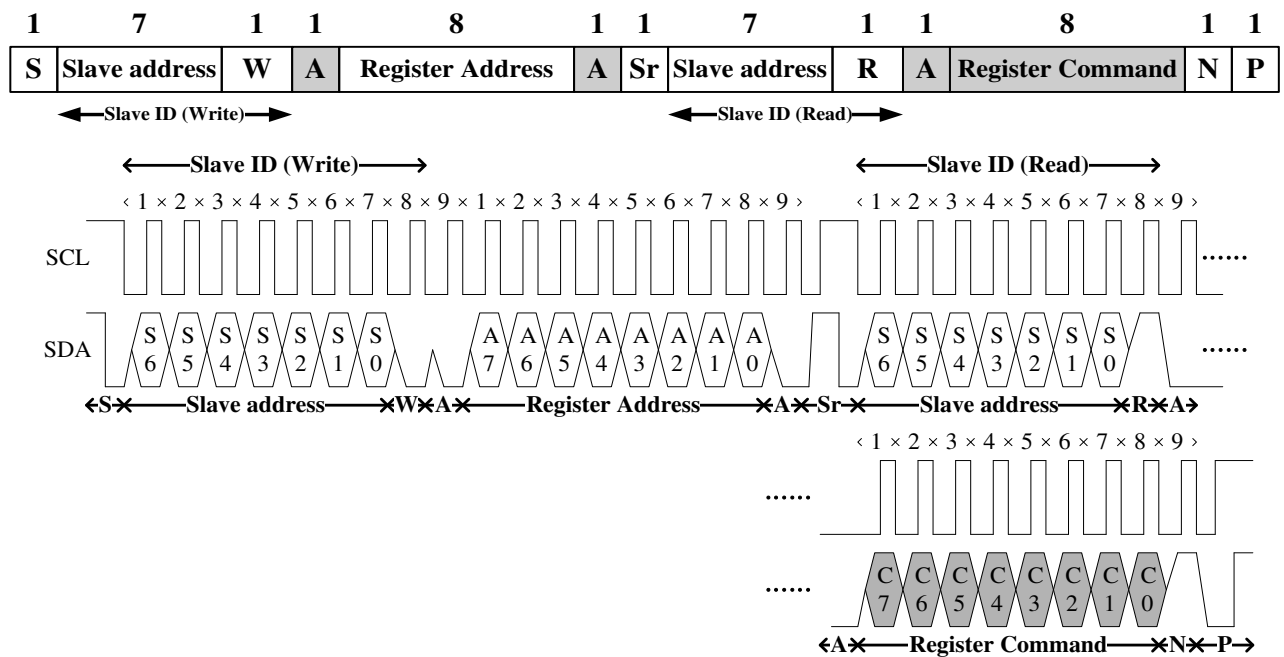 1 7 1 1 8 1 1 7 1 1 8 1 1
S Slave address W A Register Address A Sr Slave address R A Register Command N P
Slave ID (Write) Slave ID (Read)
Slave ID (Write) Slave ID (Read)
‹ 1 × 2 × 3 × 4 × 5 × 6 × 7 × 8 × 9 × 1 × 2 × 3 × 4 × 5 × 6 × 7 × 8 × 9 › ‹ 1 × 2 × 3 × 4 × 5 × 6 × 7 × 8 × 9 ›
SCL ······
SDA S6 S5 S4 S3 S2 S1 S0 A7 A6 A5 A4 A3 A2 A1 A0 S6 S5 S4 S3 S2 S1 S0 ······
S Slave address W A Register Address A Sr Slave address R A
‹ 1 × 2 × 3 × 4 × 5 × 6 × 7 × 8 × 9 ›
······
······ C7 C6 C5 C4 C3 C2 C1 C0
A Register Command N P